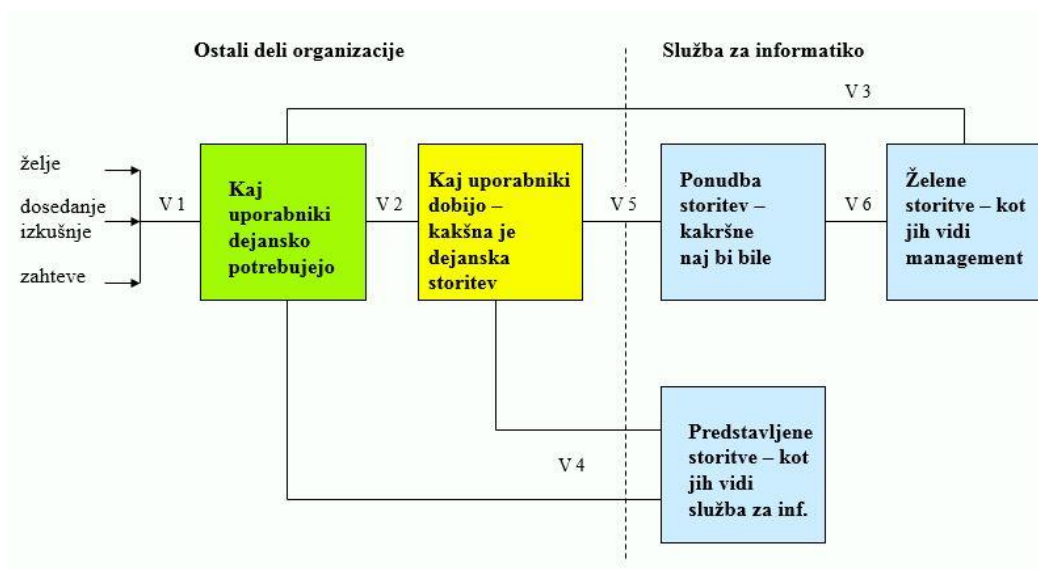 Ostali deli organizacije
Služba za informatiko
V 3
želje
dosedanje
izkušnje
zahteve
V 1
Kaj
uporabniki
dejansko
potrebujejo
V 2
Kaj uporabniki
dobijo –
kakšna je
dejanska
storitev
V 5
Ponudba
storitev –
kakršne
naj bi bile
V 6
Želene
storitve – kot
jih vidi
management
V 4
Predstavljene
storitve – kot
jih vidi
služba za inf.